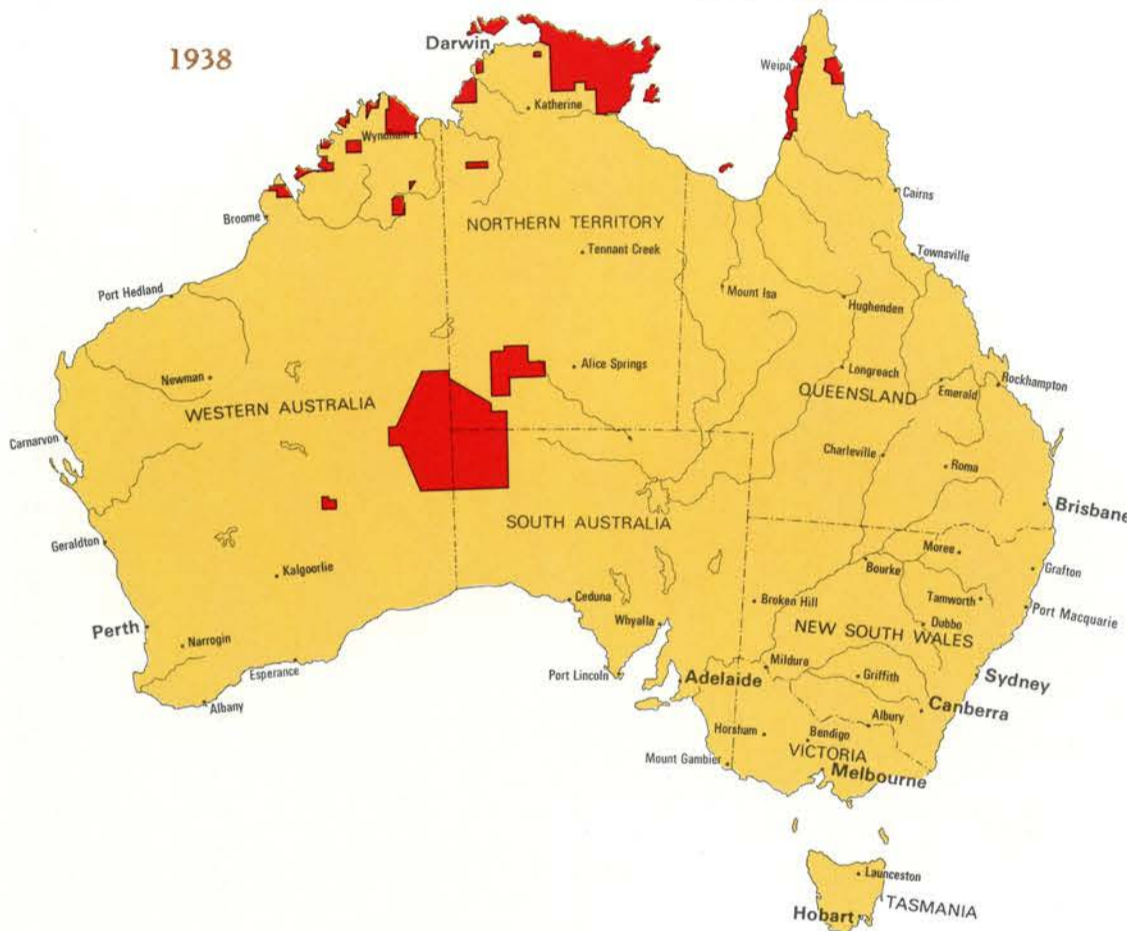 1938
Darwin
Weipa
Katherine
Wyndham
Cairns
Broome
NORTHERN TERRITORY
Tennant Creek
Townsville
Port Hedland
Mount Isa
Hughenden
Alice Springs
Longreach
Newman
Rockhampton
QUEENSLAND
Emerald
WESTERN AUSTRALIA
Carnarvon
Charleville
Roma
Brisbane
SOUTH AUSTRALIA
Geraldton
Moree
Bourke
Grafton
Kalgoorlie
Ceduna
Broken Hill
Tamworth
Port Macquarie
Perth
Whyalla
Dubbo
NEW SOUTH WALES
Narrogin
Mildura
Esperance
Port Lincoln
Adelaide
Griffith
Sydney
Albany
Canberra
Albury
Horsham
Bendigo
VICTORIA
Mount Gambier
Melbourne
Launceston
TASMANIA
Hobart